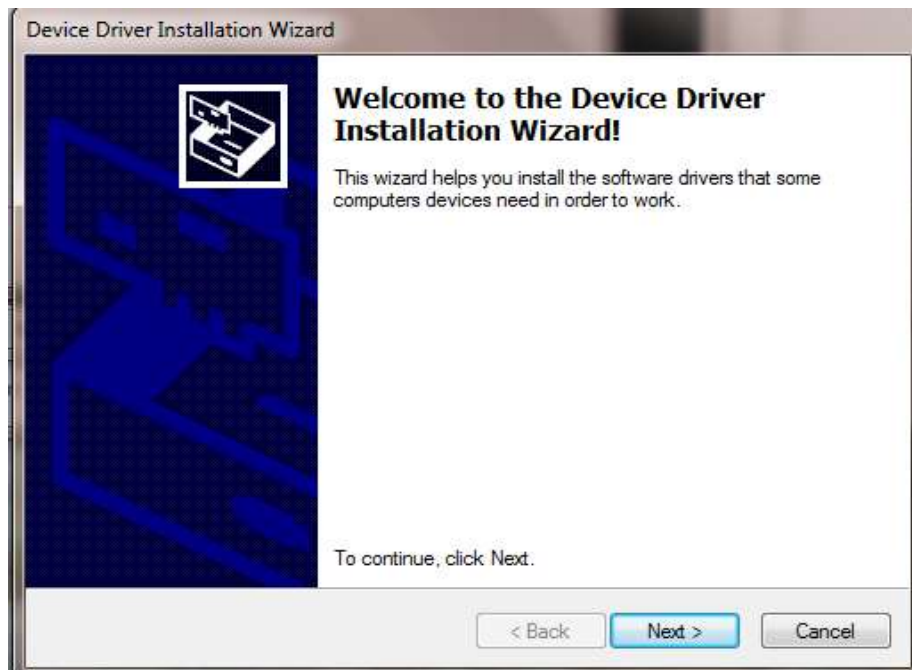 Device Driver Installation Wizard
Welcome to the Device Driver
Installation Wizard!
This wizard helps you install the software drivers that some
computers devices need in order to work.
To continue, click Next.
< Back
Next >
Cancel